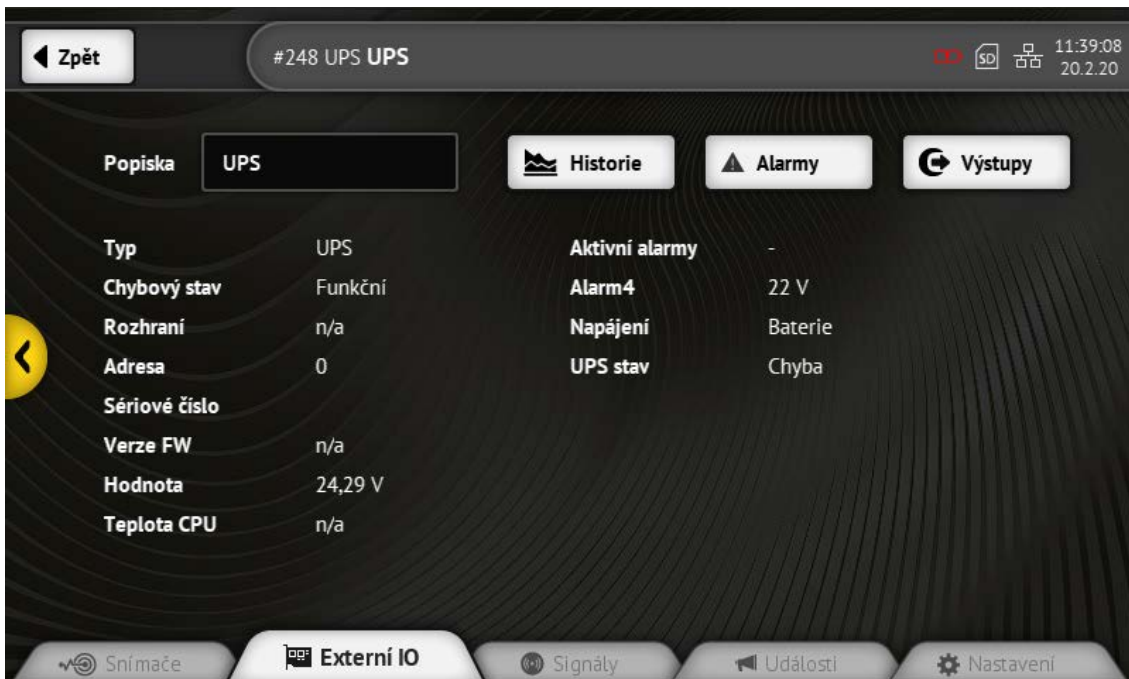 Zpět
#248 UPS UPS
SD
11:39:08
20.2.20
Popiska
UPS
Historie
Alarmy
Výstupy
Typ UPS
Chybový stav Funkční
Rozhraní n/a
Adresa 0
Sériové číslo
Verze FW n/a
Hodnota 24,29 V
Teplota CPU n/a
Aktivní alarmy -
Alarm4 22 V
Napájení Baterie
UPS stav Chyba
Snímače
Externí IO
Signály
Události
Nastavení